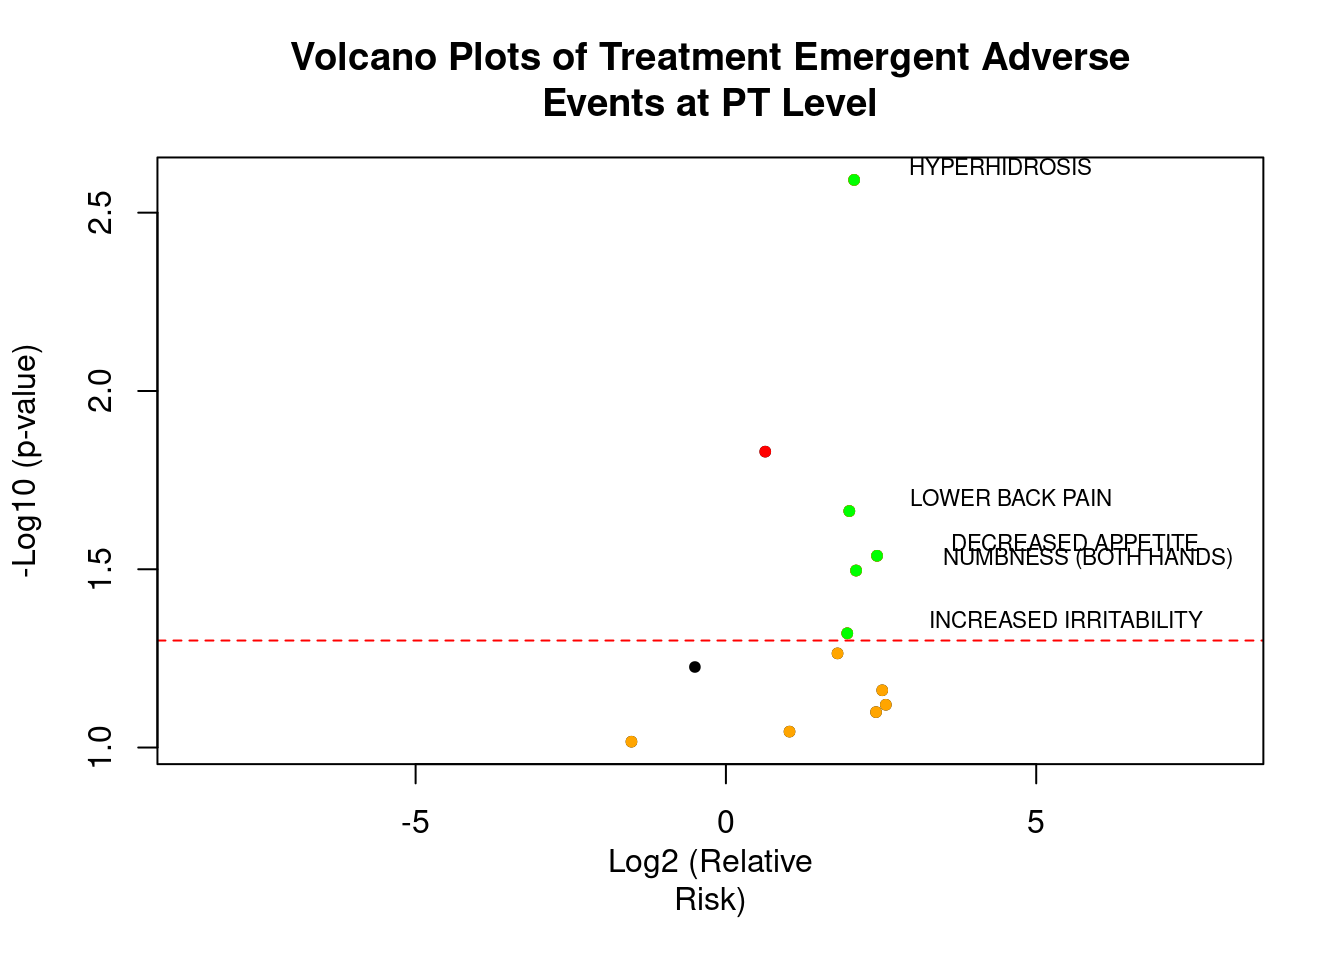 Volcano Plots of Treatment Emergent Adverse
Events at PT Level
HYPERHIDROSIS
LOWER BACK PAIN
DECREASED APPETITE
NUMBNESS (BOTH HANDS)
INCREASED IRRITABILITY
-Log10 (p-value)
2.5
2.0
1.5
1.0
-5
0
5
Log2 (Relative
Risk)